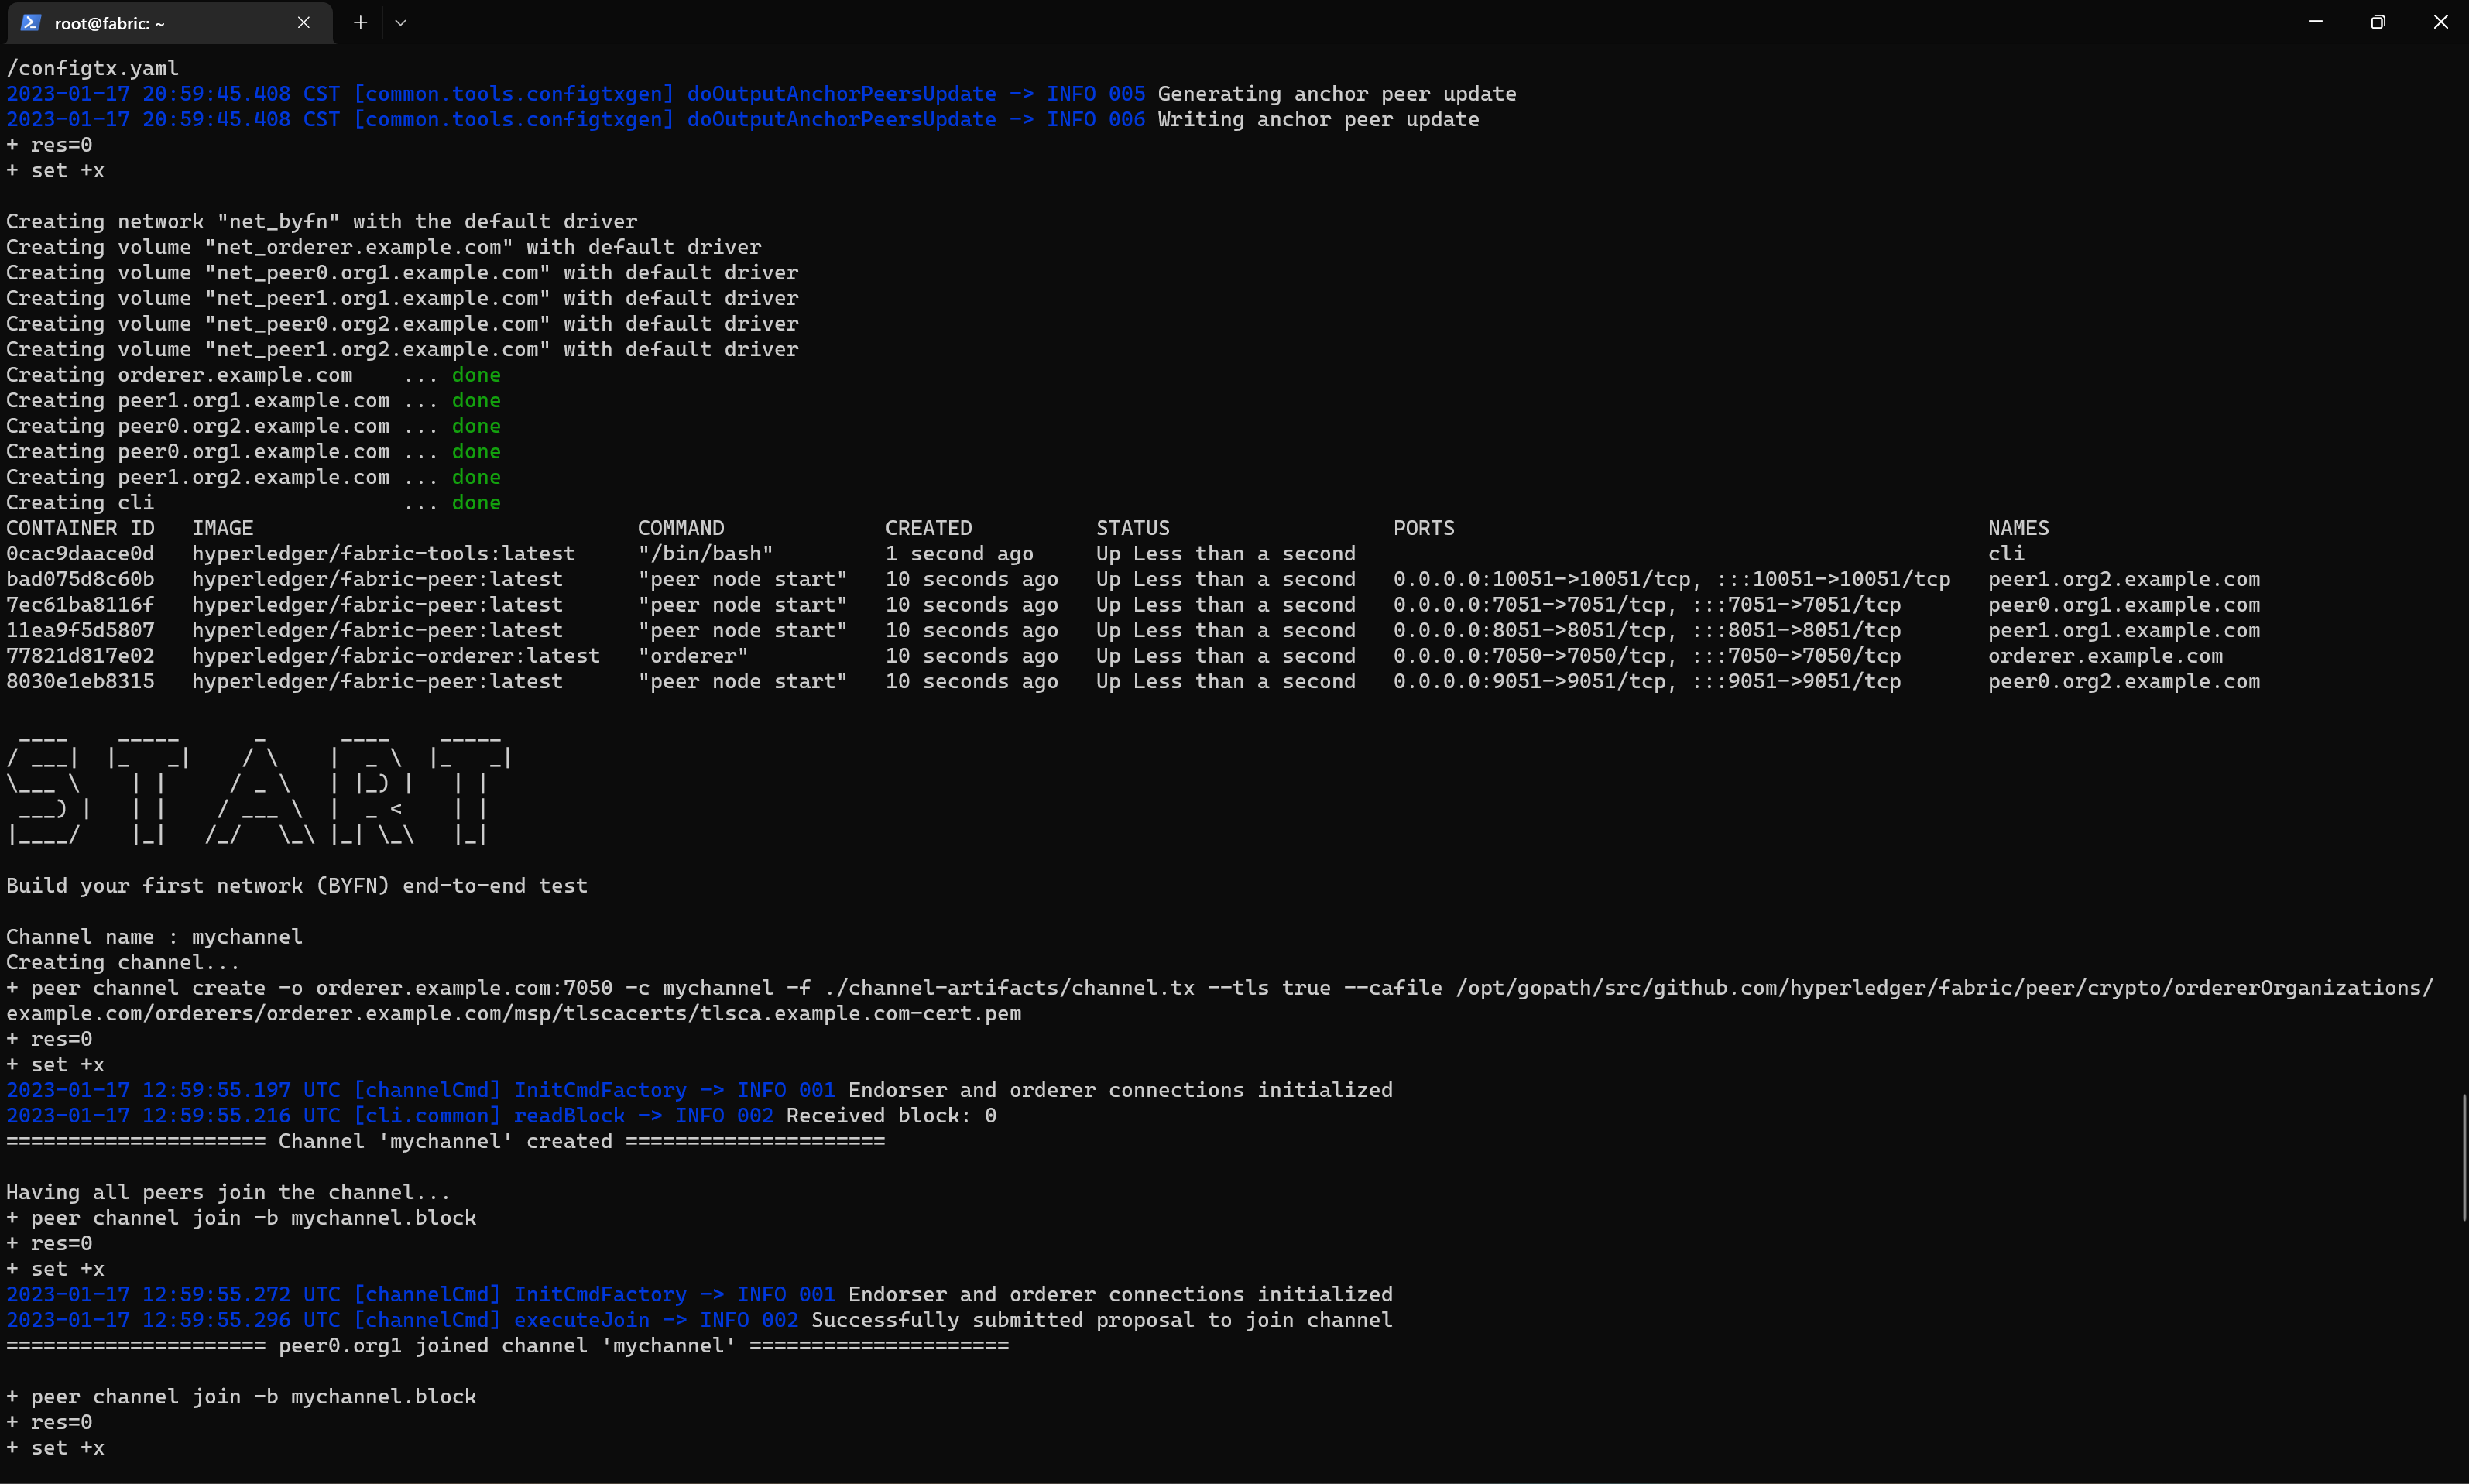 root@fabric: ~
/configtx.yaml
2023-01-17 20:59:45.408 CST [common.tools.configtxgen] doOutputAnchorPeersUpdate -> INFO 005 Generating anchor peer update
2023-01-17 20:59:45.408 CST [common.tools.configtxgen] doOutputAnchorPeersUpdate -> INFO 006 Writing anchor peer update
+ res=0
+ set +x
Creating network "net_byfn" with the default driver
Creating volume "net_orderer.example.com" with default driver
Creating volume "net_peer0.org1.example.com" with default driver
Creating volume "net_peer1.org1.example.com" with default driver
Creating volume "net_peer0.org2.example.com" with default driver
Creating volume "net_peer1.org2.example.com" with default driver
Creating orderer.example.com    ... done
Creating peer1.org1.example.com ... done
Creating peer0.org2.example.com ... done
Creating peer0.org1.example.com ... done
Creating peer1.org2.example.com ... done
Creating cli                    ... done
CONTAINER ID   IMAGE                               COMMAND             CREATED          STATUS                  PORTS                                           NAMES
0cac9daace0d   hyperledger/fabric-tools:latest     "/bin/bash"         1 second ago     Up Less than a second                                                   cli
bad075d8c60b   hyperledger/fabric-peer:latest      "peer node start"   10 seconds ago   Up Less than a second   0.0.0.0:10051->10051/tcp, :::10051->10051/tcp   peer1.org2.example.com
7ec61ba8116f   hyperledger/fabric-peer:latest      "peer node start"   10 seconds ago   Up Less than a second   0.0.0.0:7051->7051/tcp, :::7051->7051/tcp       peer0.org1.example.com
11ea9f5d5807   hyperledger/fabric-peer:latest      "peer node start"   10 seconds ago   Up Less than a second   0.0.0.0:8051->8051/tcp, :::8051->8051/tcp       peer1.org1.example.com
77821d817e02   hyperledger/fabric-orderer:latest   "orderer"           10 seconds ago   Up Less than a second   0.0.0.0:7050->7050/tcp, :::7050->7050/tcp       orderer.example.com
8030e1eb8315   hyperledger/fabric-peer:latest      "peer node start"   10 seconds ago   Up Less than a second   0.0.0.0:9051->9051/tcp, :::9051->9051/tcp       peer0.org2.example.com
START
Build your first network (BYFN) end-to-end test
Channel name : mychannel
Creating channel...
+ peer channel create -o orderer.example.com:7050 -c mychannel -f ./channel-artifacts/channel.tx --tls true --cafile /opt/gopath/src/github.com/hyperledger/fabric/peer/crypto/ordererOrganizations/
example.com/orderers/orderer.example.com/msp/tlscacerts/tlsca.example.com-cert.pem
+ res=0
+ set +x
2023-01-17 12:59:55.197 UTC [channelCmd] InitCmdFactory -> INFO 001 Endorser and orderer connections initialized
2023-01-17 12:59:55.216 UTC [cli.common] readBlock -> INFO 002 Received block: 0
===================== Channel 'mychannel' created =====================
Having all peers join the channel...
+ peer channel join -b mychannel.block
+ res=0
+ set +x
2023-01-17 12:59:55.272 UTC [channelCmd] InitCmdFactory -> INFO 001 Endorser and orderer connections initialized
2023-01-17 12:59:55.296 UTC [channelCmd] executeJoin -> INFO 002 Successfully submitted proposal to join channel
===================== peer0.org1 joined channel 'mychannel' =====================
+ peer channel join -b mychannel.block
+ res=0
+ set +x